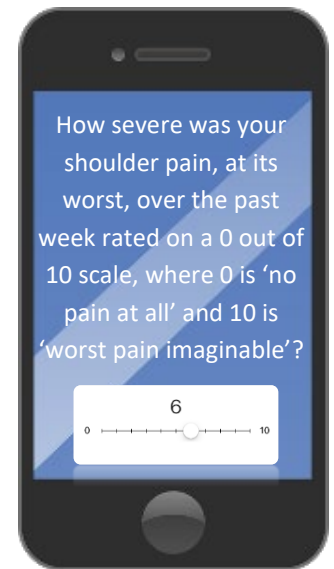 How severe was your
shoulder pain, at its
worst, over the past
week rated on a 0 out of
10 scale, where 0 is ‘no
pain at all’ and 10 is
‘worst pain imaginable’?
6
0 10